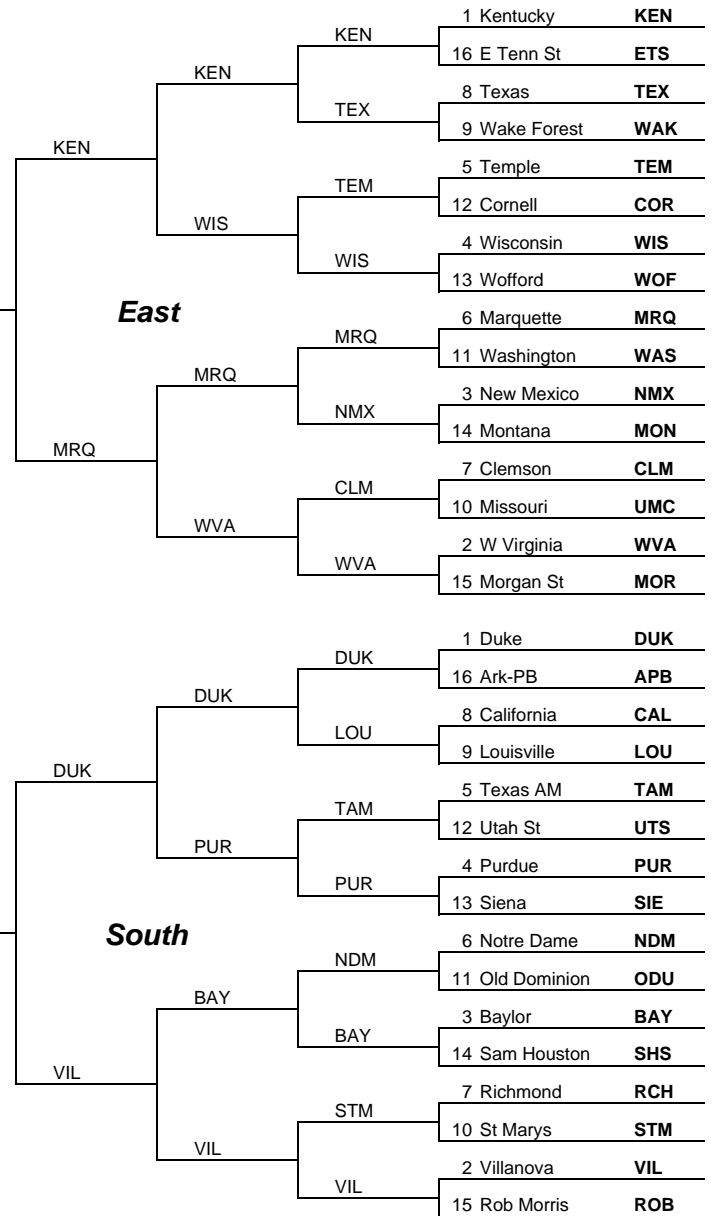 1 Kentucky KEN
KEN
16 E Tenn St ETS
KEN
8 Texas TEX
TEX
9 Wake Forest WAK
KEN
5 Temple TEM
TEM
12 Cornell COR
WIS
4 Wisconsin WIS
WIS
13 Wofford WOF
East
6 Marquette MRQ
MRQ
11 Washington WAS
MRQ
3 New Mexico NMX
NMX
14 Montana MON
MRQ
7 Clemson CLM
CLM
10 Missouri UMC
WVA
2 W Virginia WVA
WVA
15 Morgan St MOR
1 Duke DUK
DUK
16 Ark-PB APB
DUK
8 California CAL
LOU
9 Louisville LOU
DUK
5 Texas AM TAM
TAM
12 Utah St UTS
PUR
4 Purdue PUR
PUR
13 Siena SIE
South
6 Notre Dame NDM
NDM
11 Old Dominion ODU
BAY
3 Baylor BAY
BAY
14 Sam Houston SHS
VIL
7 Richmond RCH
STM
10 St Marys STM
VIL
2 Villanova VIL
VIL
15 Rob Morris ROB